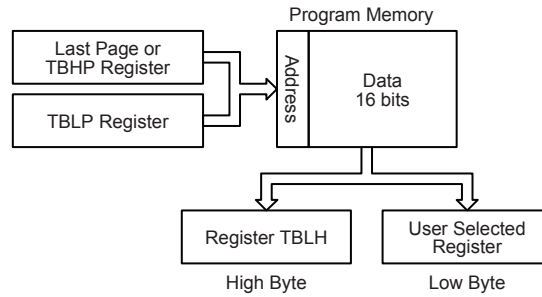 Program Memory
Last Page or
TBHP Register
TBLP Register
Address
Data
16 bits
Register TBLH
User Selected
Register
High Byte
Low Byte